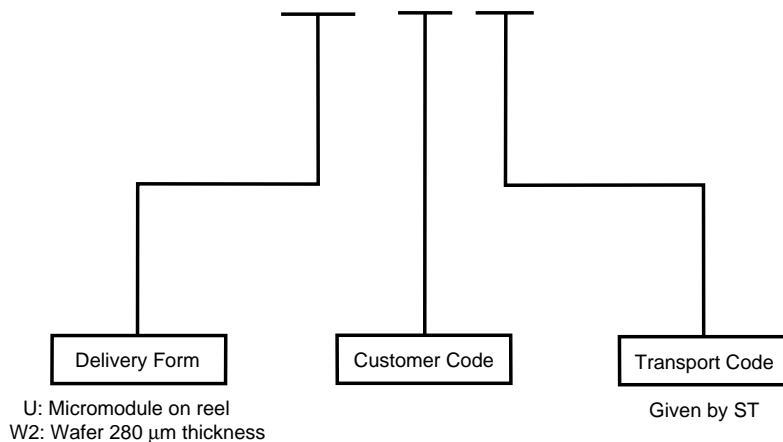 Delivery Form
Customer Code
Transport Code
U: Micromodule on reel
Given by ST
W2: Wafer 280 μm thickness